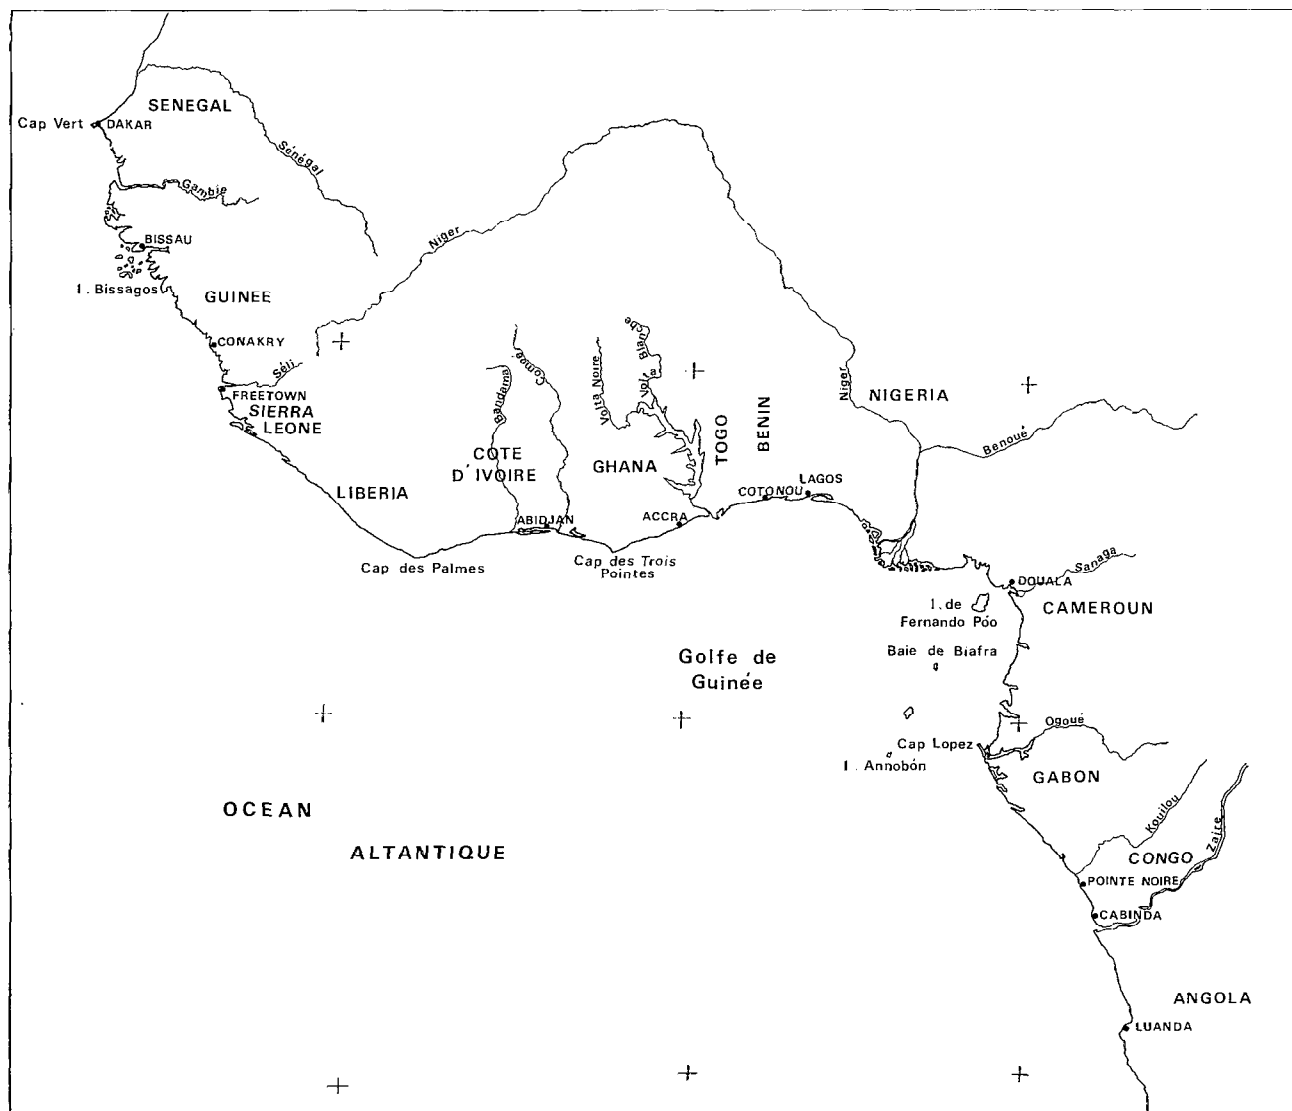 SENEGAL
Cap Vert
DAKAR
Sénégal
Gambie
BISSAU
Niger
I. Bissagos
GUINEE
CONAKRY
Séli
FREETOWN
SIERRA
LEONE
Bandama
Comoé
Volta Noire
Volta Blanche
Niger
NIGERIA
Benoué
TOGO
BENIN
COTE
D'IVOIRE
GHANA
LIBERIA
COTONOU
LAGOS
ABIDJAN
ACCRA
Cap des Palmes
Cap des Trois
Pointes
Sanaga
DOUALA
I. de
Fernando Póo
CAMEROUN
Baie de Biafra
Golfe de
Guinée
Ogoué
Cap Lopez
I. Annobón
GABON
OCEAN
ALTANTIQUE
Kouilou
Zaire
CONGO
POINTE NOIRE
CABINDA
ANGOLA
LUANDA